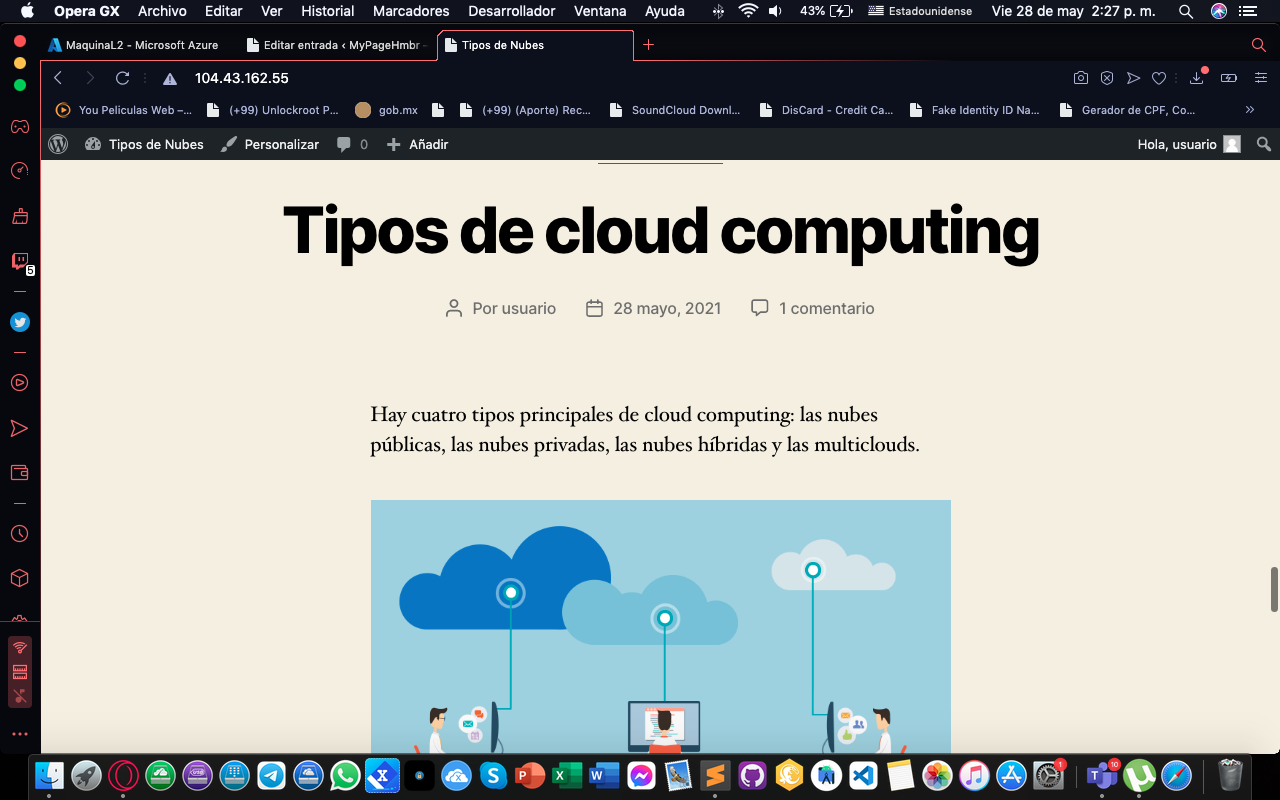 Opera GX Archivo Editar Ver Historial Marcadores Desarrollador Ventana Ayuda 43% Estadounidense Vie 28 de may 2:27 p. m.
MaquinaL2 - Microsoft Azure Editar entrada ‹ MyPageHmbr - Tipos de Nubes
104.43.162.55
You Peliculas Web –... (+99) Unlockroot P... gob.mx (+99) (Aporte) Rec... SoundCloud Downl... DisCard - Credit Ca... Fake Identity ID Na... Gerador de CPF, Co...
Tipos de Nubes Personalizar 0 Añadir Hola, usuario
Tipos de cloud computing
Por usuario 28 mayo, 2021 1 comentario
Hay cuatro tipos principales de cloud computing: las nubes
públicas, las nubes privadas, las nubes híbridas y las multiclouds.
5
1
10